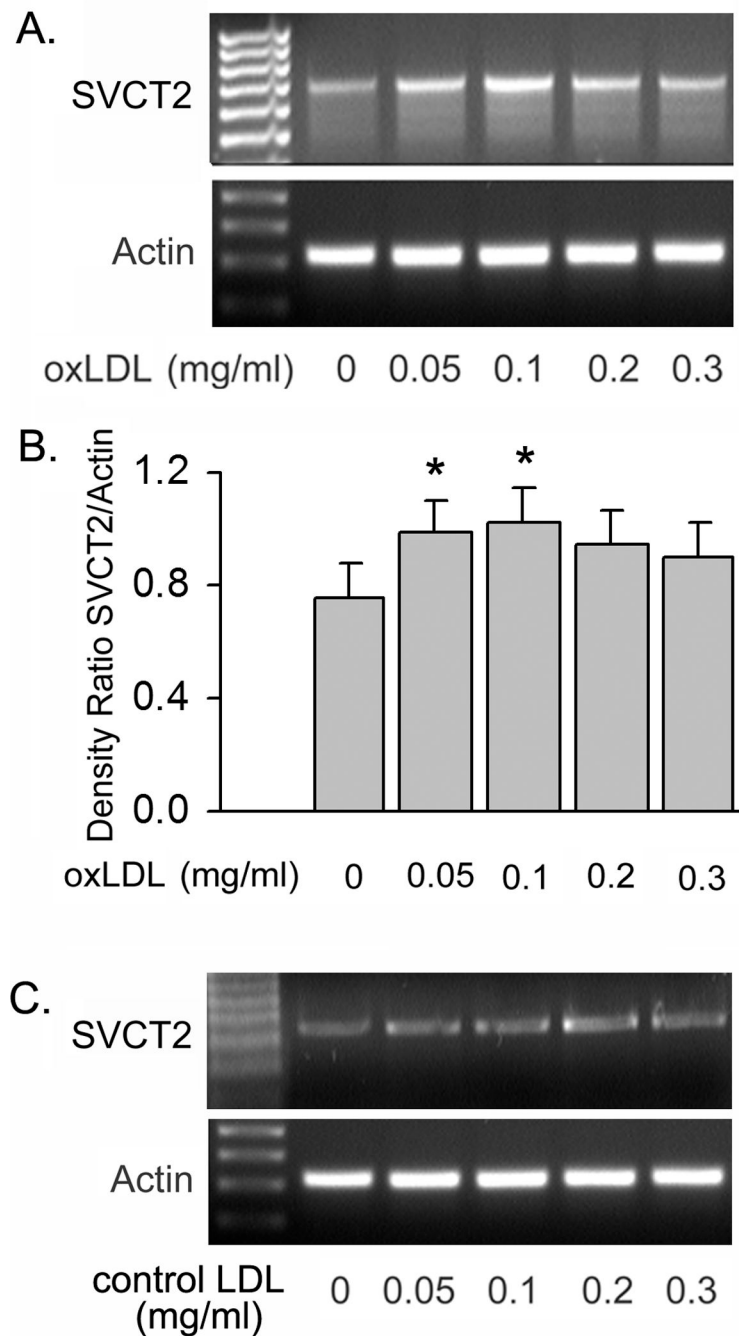 A.
SVCT2
Actin
oxLDL (mg/ml) 0 0.05 0.1 0.2 0.3
B.
Density Ratio SVCT2/Actin
* *
1.2
0.8
0.4
0.0
oxLDL (mg/ml) 0 0.05 0.1 0.2 0.3
C.
SVCT2
Actin
control LDL
(mg/ml) 0 0.05 0.1 0.2 0.3